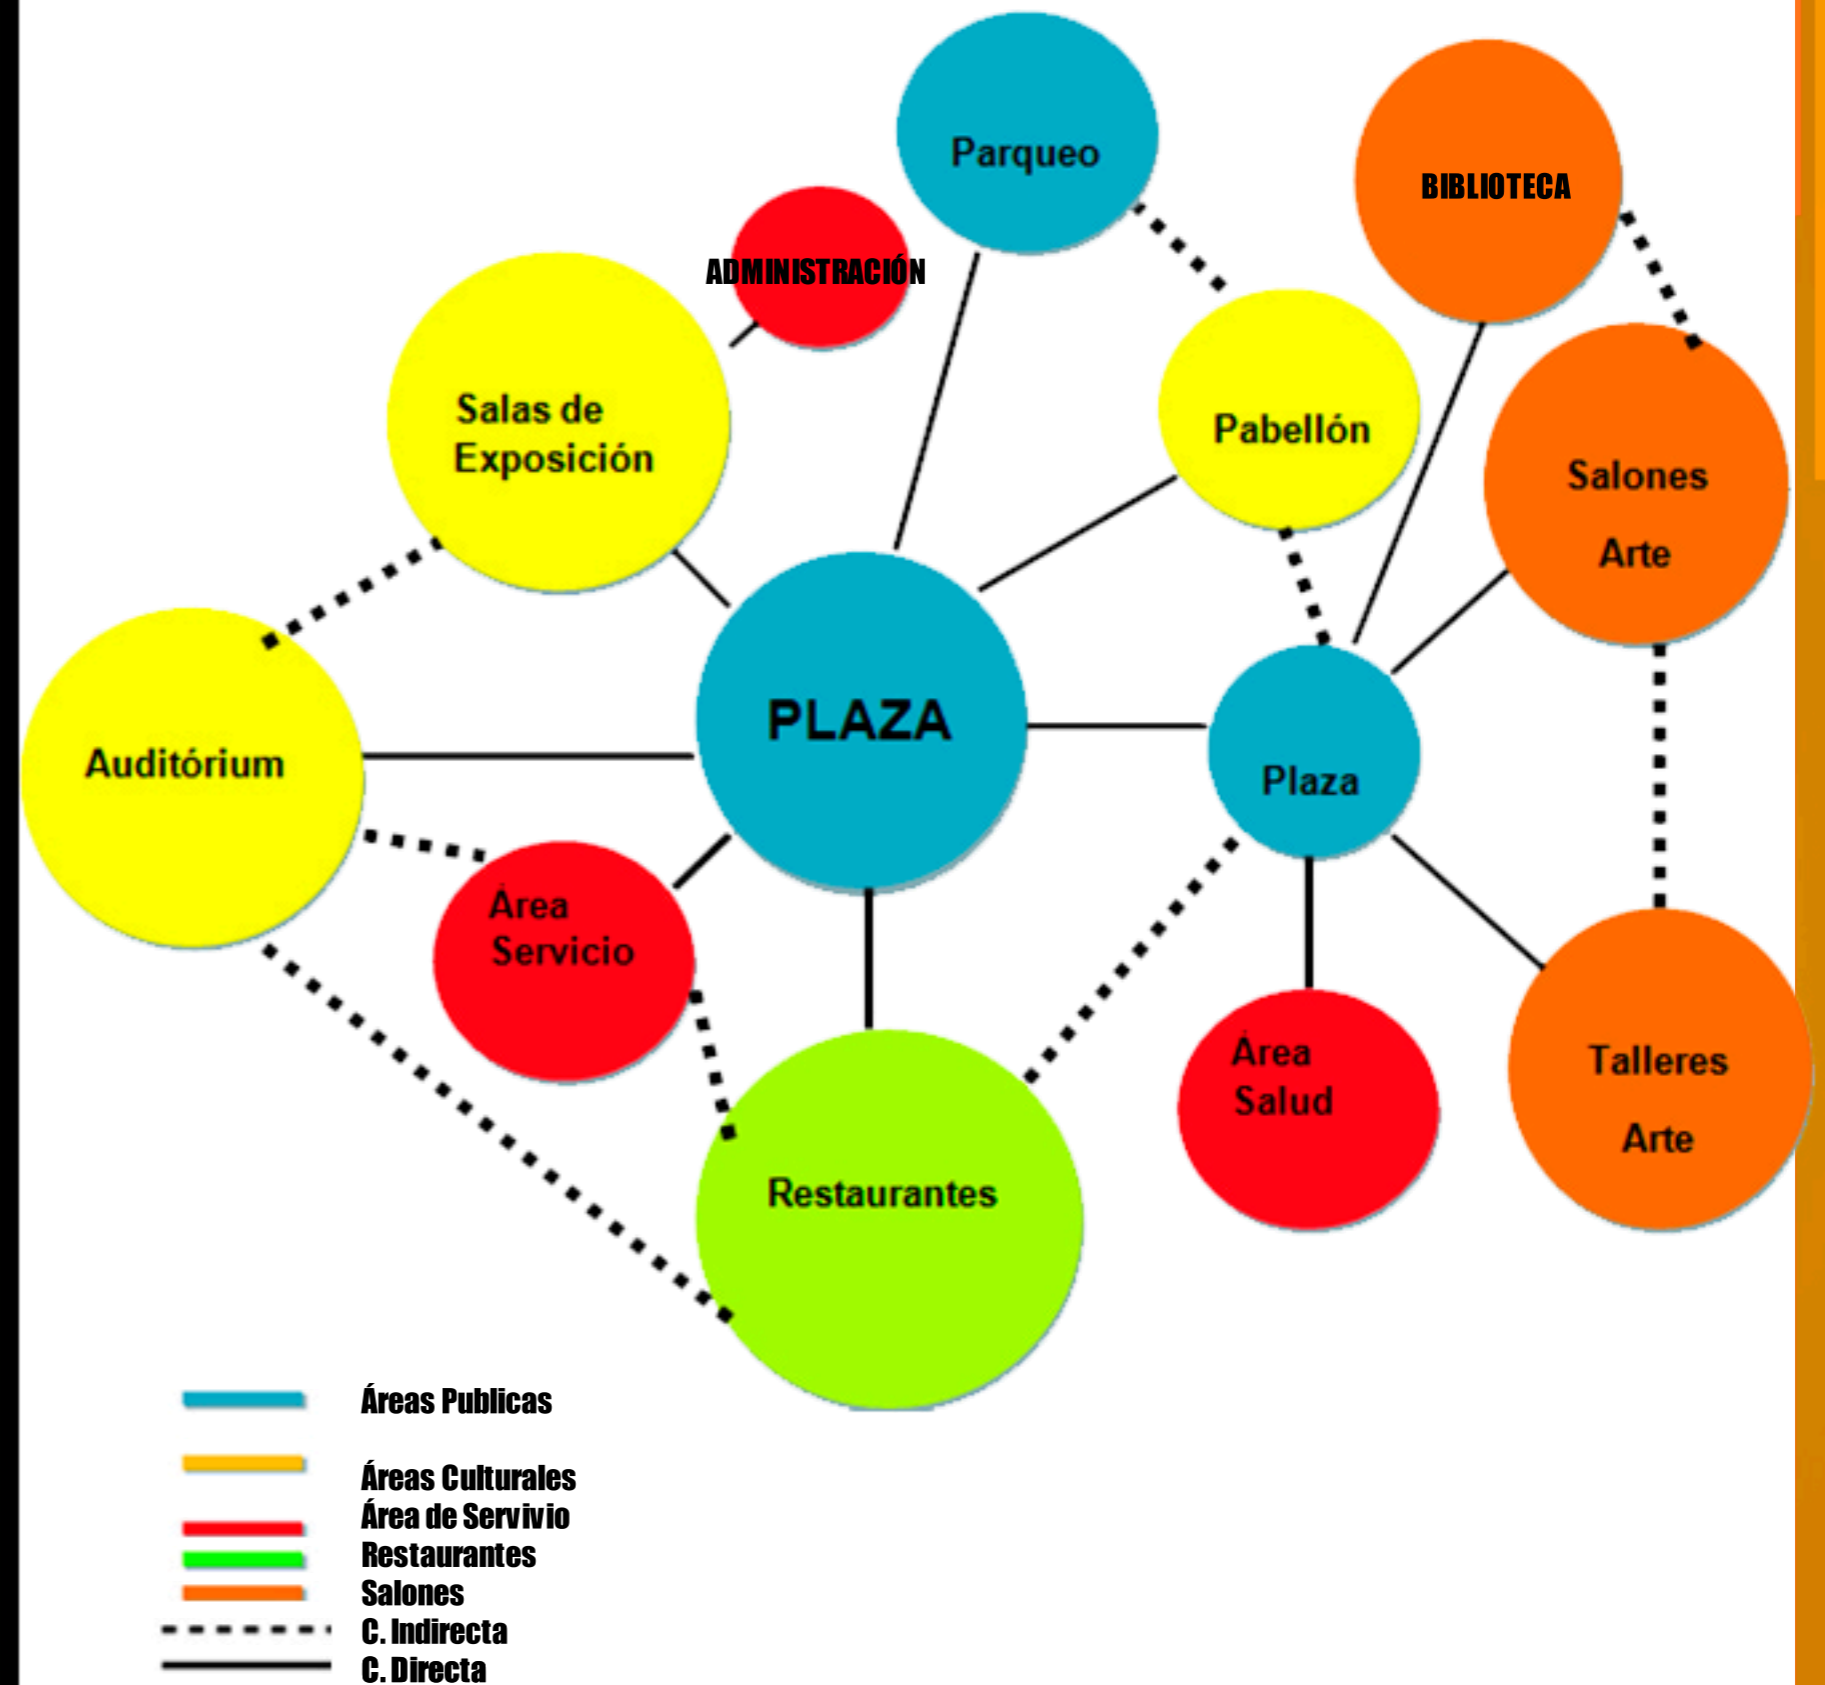 Parqueo
BIBLIOTECA
ADMINISTRACIÓN
Salas de
Exposición
Pabellón
Salones
Arte
PLAZA
Auditórium
Plaza
Área
Servicio
Área
Salud
Talleres
Arte
Restaurantes
Áreas Publicas
Áreas Culturales
Área de Servivio
Restaurantes
Salones
C. Indirecta
C. Directa